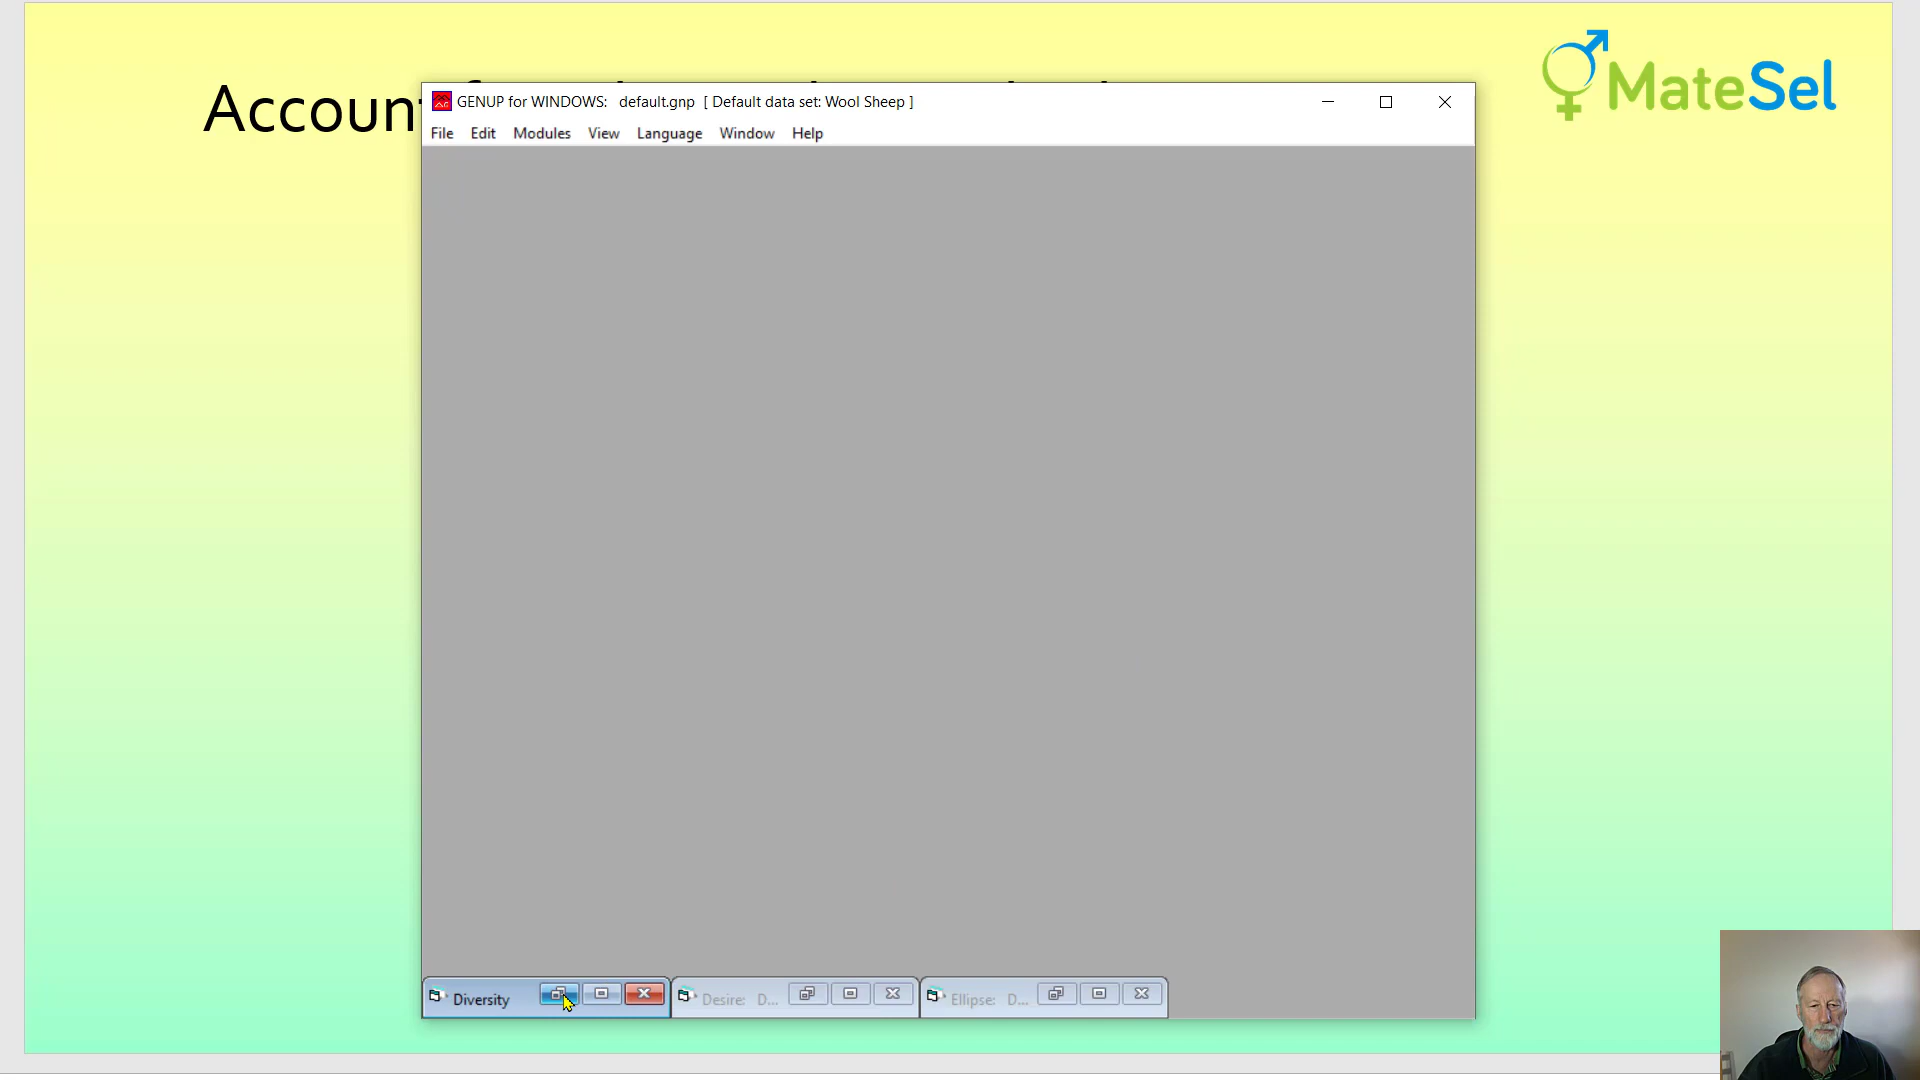 MateSel
GENUP for WINDOWS: default.gnp [ Default data set: Wool Sheep ]
File Edit Modules View Language Window Help
Diversity
Desire: D...
Ellipse: D...